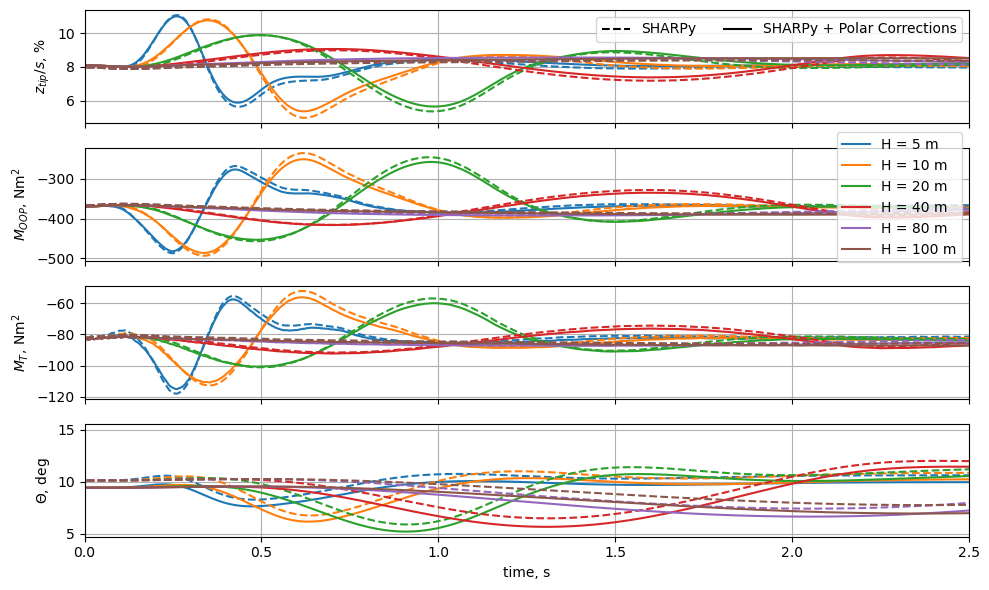 SHARPy SHARPy + Polar Corrections
z_tip/s, %
10
8
6
H = 5 m
H = 10 m
H = 20 m
H = 40 m
H = 80 m
H = 100 m
M_OOP, Nm²
−300
−400
−500
M_T, Nm²
−60
−80
−100
−120
Θ, deg
15
10
5
0.0 0.5 1.0 1.5 2.0 2.5
time, s